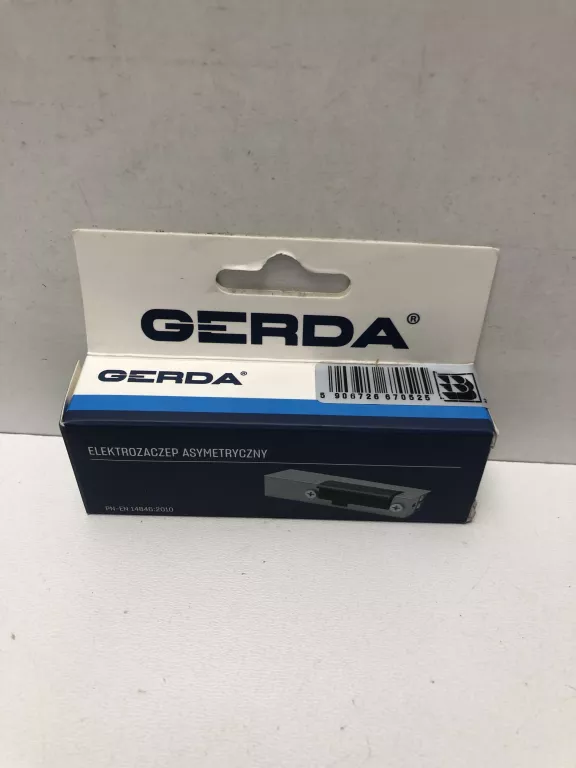 GERDA®
GERDA®
5 906726 670525
B
ELEKTROZACZEP ASYMETRYCZNY
PN-EN 14846:2010